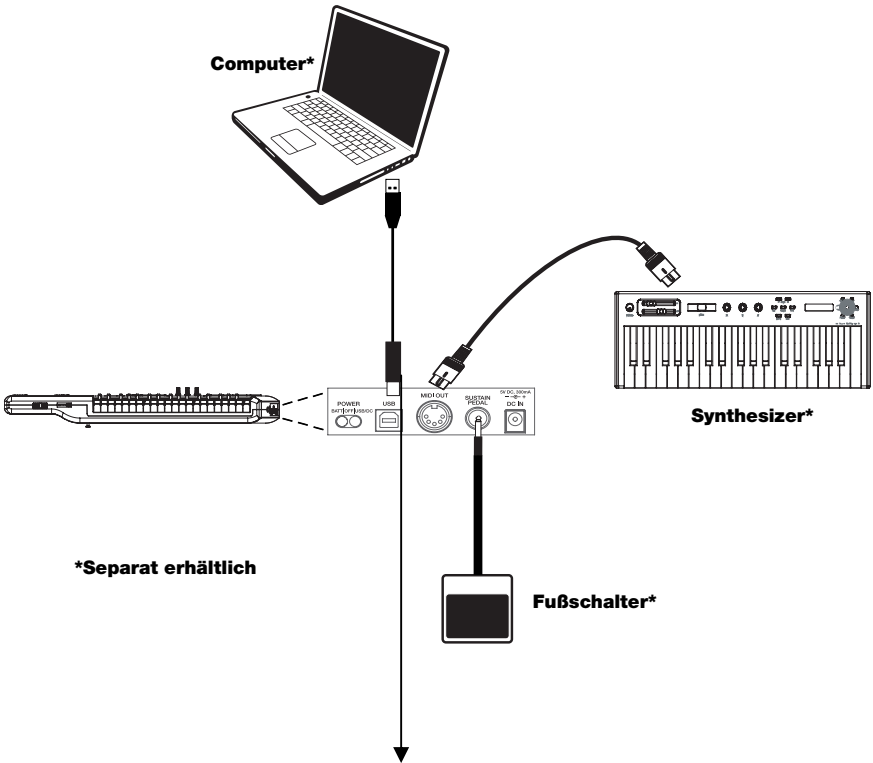 Computer*
POWER
BATT|OFF|USB/DC
USB
MIDI OUT
SUSTAIN
PEDAL
5V DC, 300mA
DC IN
Synthesizer*
*Separat erhältlich
Fußschalter*